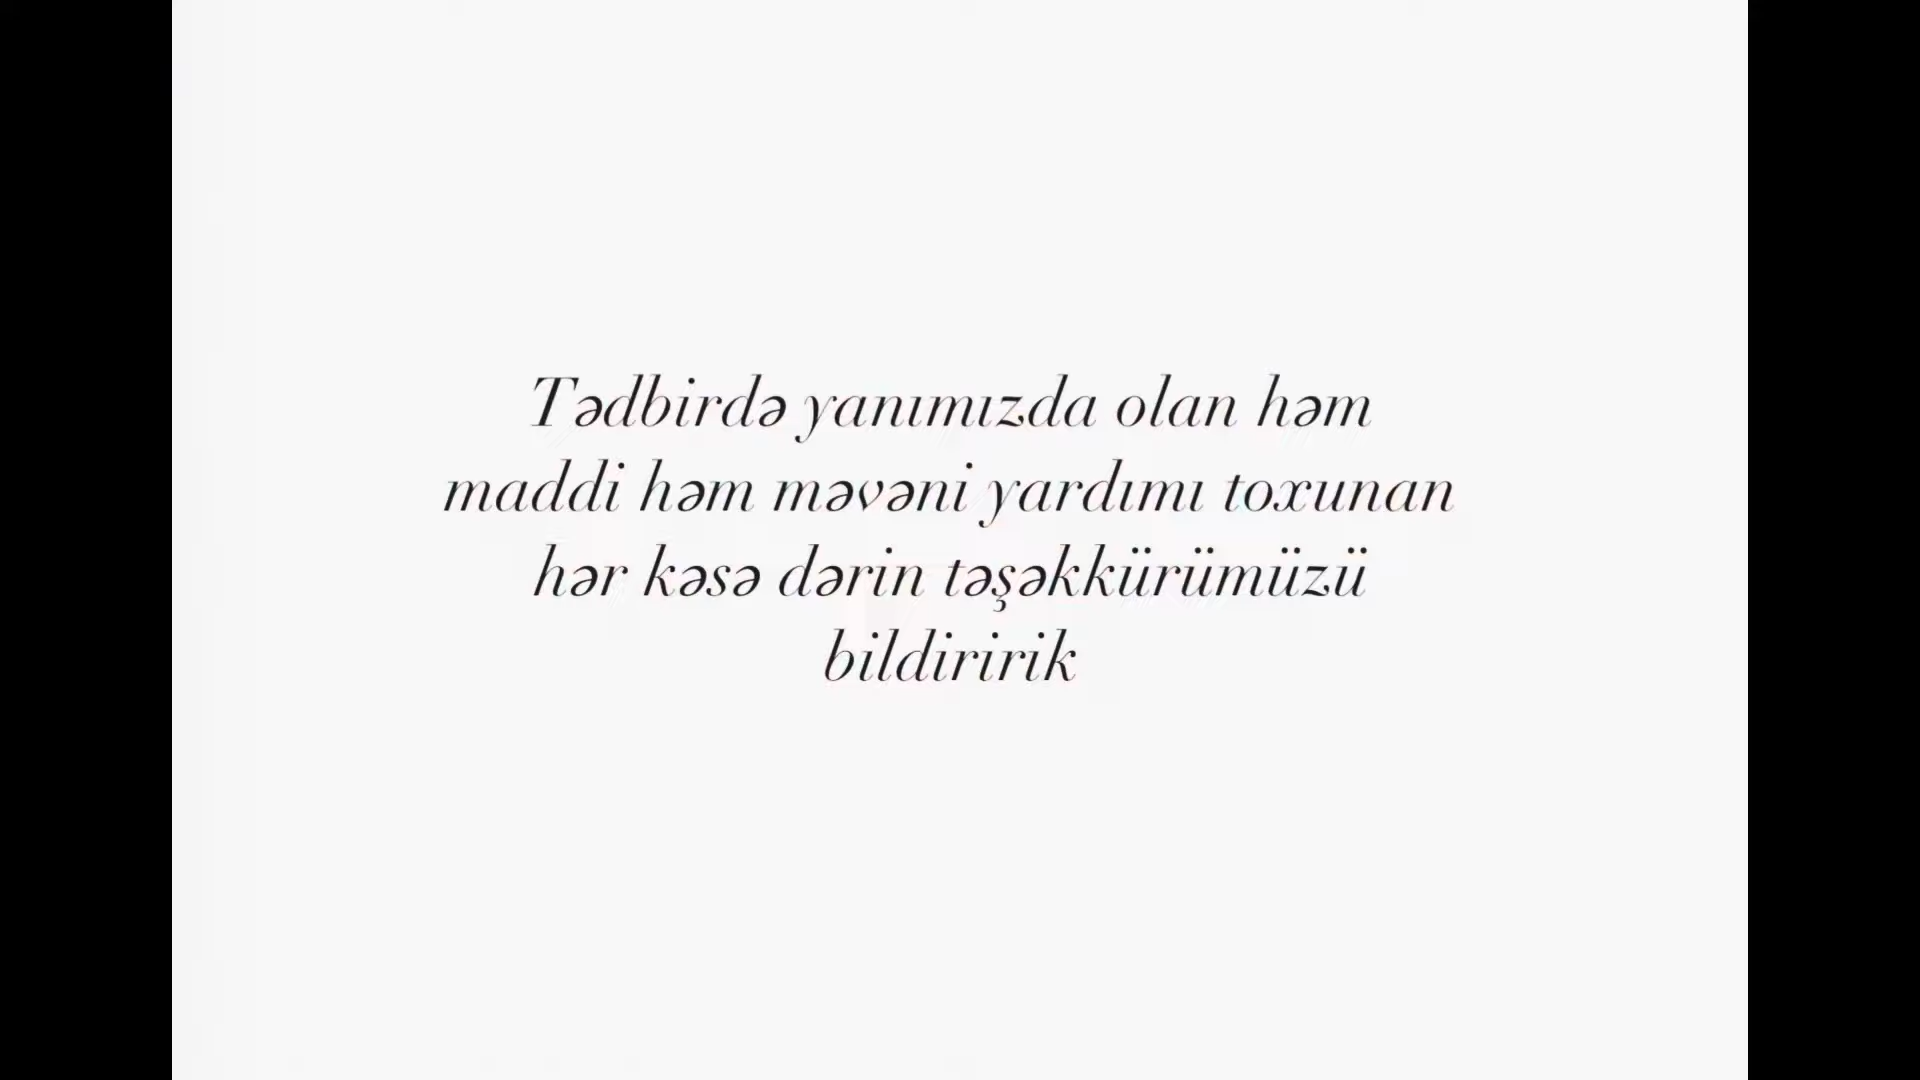 Tədbirdə yanımızda olan həm
maddi həm məvəni yardımı toxunan
hər kəsə dərin təşəkkürümüzü
bildiririk